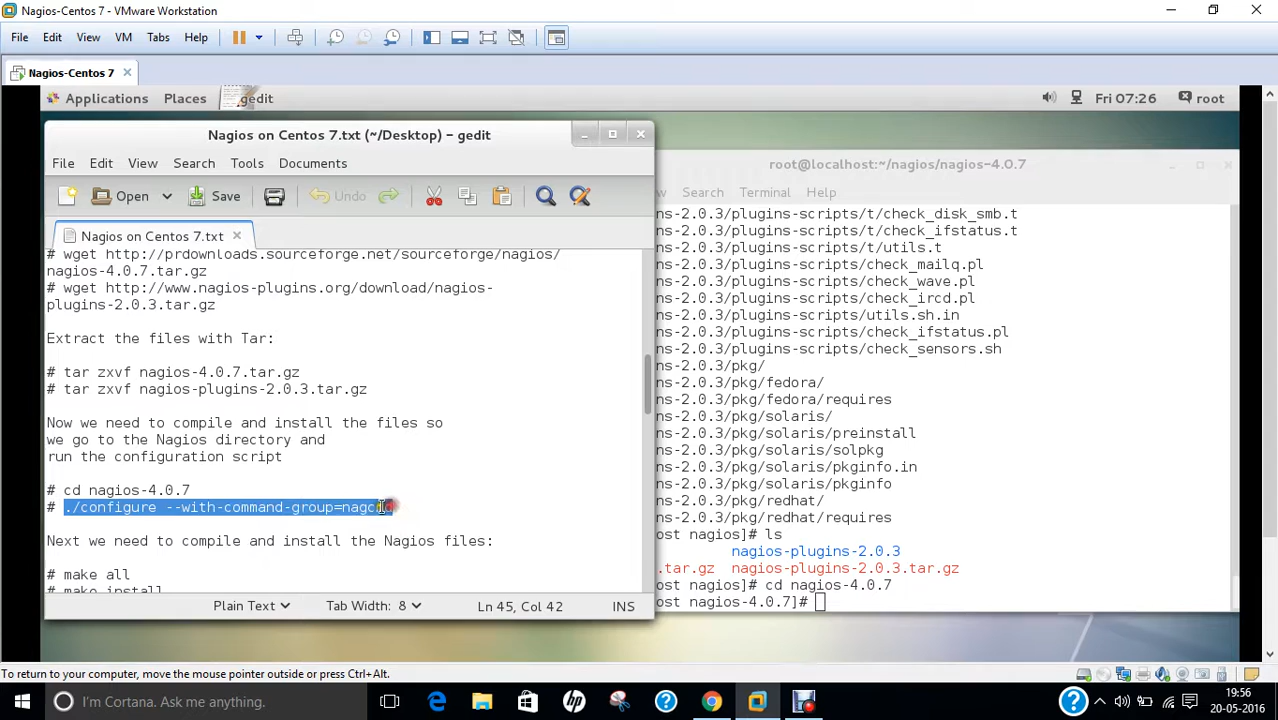 Nagios-Centos 7 - VMware Workstation
File Edit View VM Tabs Help
Nagios-Centos 7
Applications Places gedit Fri 07:26 root
Nagios on Centos 7.txt (~/Desktop) - gedit
File Edit View Search Tools Documents
Open Save Undo
Nagios on Centos 7.txt
# wget http://prdownloads.sourceforge.net/sourceforge/nagios/
nagios-4.0.7.tar.gz
# wget http://www.nagios-plugins.org/download/nagios-
plugins-2.0.3.tar.gz
Extract the files with Tar:
# tar zxvf nagios-4.0.7.tar.gz
# tar zxvf nagios-plugins-2.0.3.tar.gz
Now we need to compile and install the files so
we go to the Nagios directory and
run the configuration script
# cd nagios-4.0.7
# ./configure --with-command-group=nagcmd
Next we need to compile and install the Nagios files:
# make all
# make install
Plain Text Tab Width: 8 Ln 45, Col 42 INS
root@localhost:~/nagios/nagios-4.0.7
w Search Terminal Help
ns-2.0.3/plugins-scripts/t/check_disk_smb.t
ns-2.0.3/plugins-scripts/t/check_ifstatus.t
ns-2.0.3/plugins-scripts/t/utils.t
ns-2.0.3/plugins-scripts/check_mailq.pl
ns-2.0.3/plugins-scripts/check_wave.pl
ns-2.0.3/plugins-scripts/check_ircd.pl
ns-2.0.3/plugins-scripts/utils.sh.in
ns-2.0.3/plugins-scripts/check_ifstatus.pl
ns-2.0.3/plugins-scripts/check_sensors.sh
ns-2.0.3/pkg/
ns-2.0.3/pkg/fedora/
ns-2.0.3/pkg/fedora/requires
ns-2.0.3/pkg/solaris/
ns-2.0.3/pkg/solaris/preinstall
ns-2.0.3/pkg/solaris/solpkg
ns-2.0.3/pkg/solaris/pkginfo.in
ns-2.0.3/pkg/solaris/pkginfo
ns-2.0.3/pkg/redhat/
ns-2.0.3/pkg/redhat/requires
ost nagios]# ls
nagios-plugins-2.0.3
.tar.gz nagios-plugins-2.0.3.tar.gz
ost nagios]# cd nagios-4.0.7
ost nagios-4.0.7]#
To return to your computer, move the mouse pointer outside or press Ctrl+Alt.
I'm Cortana. Ask me anything.
19:56
20-05-2016